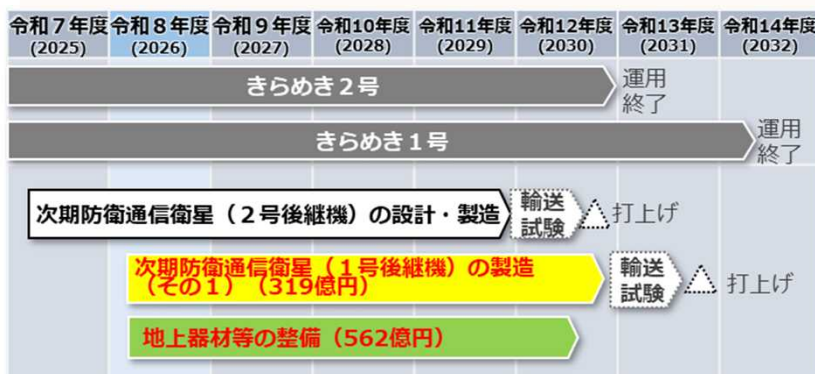 令和７年度 令和８年度 令和９年度 令和10年度 令和11年度 令和12年度 令和13年度 令和14年度
(2025) (2026) (2027) (2028) (2029) (2030) (2031) (2032)
きらめき２号
運用
終了
きらめき１号
運用
終了
次期防衛通信衛星（２号後継機）の設計・製造
輸送
試験
打上げ
次期防衛通信衛星（１号後継機）の製造
（その１）（319億円）
輸送
試験
打上げ
地上器材等の整備（562億円）